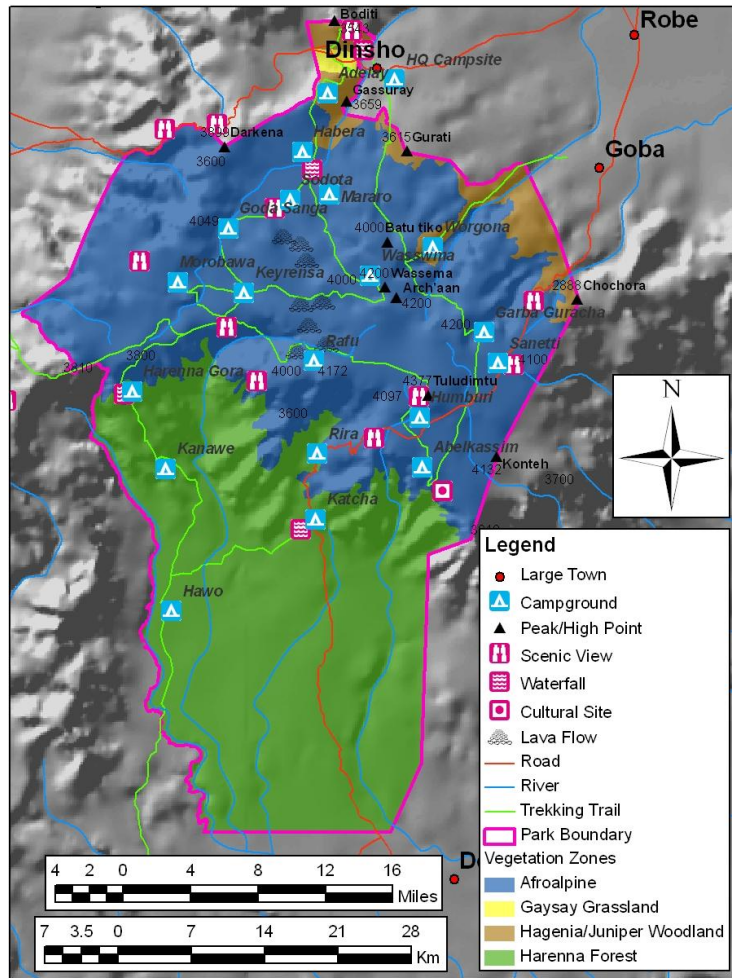 Boditi
Robe
Dinsho
HQ Campsite
Adelay
Gassuray
3659
3899 Darkena
3615 Gurati
Habera
3600
Goba
Sodota
Mararo
Goda Sanga
4049
4000 Batu tiko
Worgona
Wasswma
Morobawa
Keyrensa
4000
4200 Wassema
Arch'aan
4200
2888 Chochora
Garba Guracha
4200
Rafu
Sanetti
4100
3810
3800
Harenna Gora
4000
4172
4377 Tuludimtu
4097
Humburi
3600
Kanawe
Rira
Abelkassim
4132
Konteh
3700
Katcha
Hawo
N
Legend
Large Town
Campground
Peak/High Point
Scenic View
Waterfall
Cultural Site
Lava Flow
Road
River
Trekking Trail
Park Boundary
Vegetation Zones
Afroalpine
Gaysay Grassland
Hagenia/Juniper Woodland
Harenna Forest
4 2 0 4 8 12 16
Miles
7 3.5 0 7 14 21 28
Km